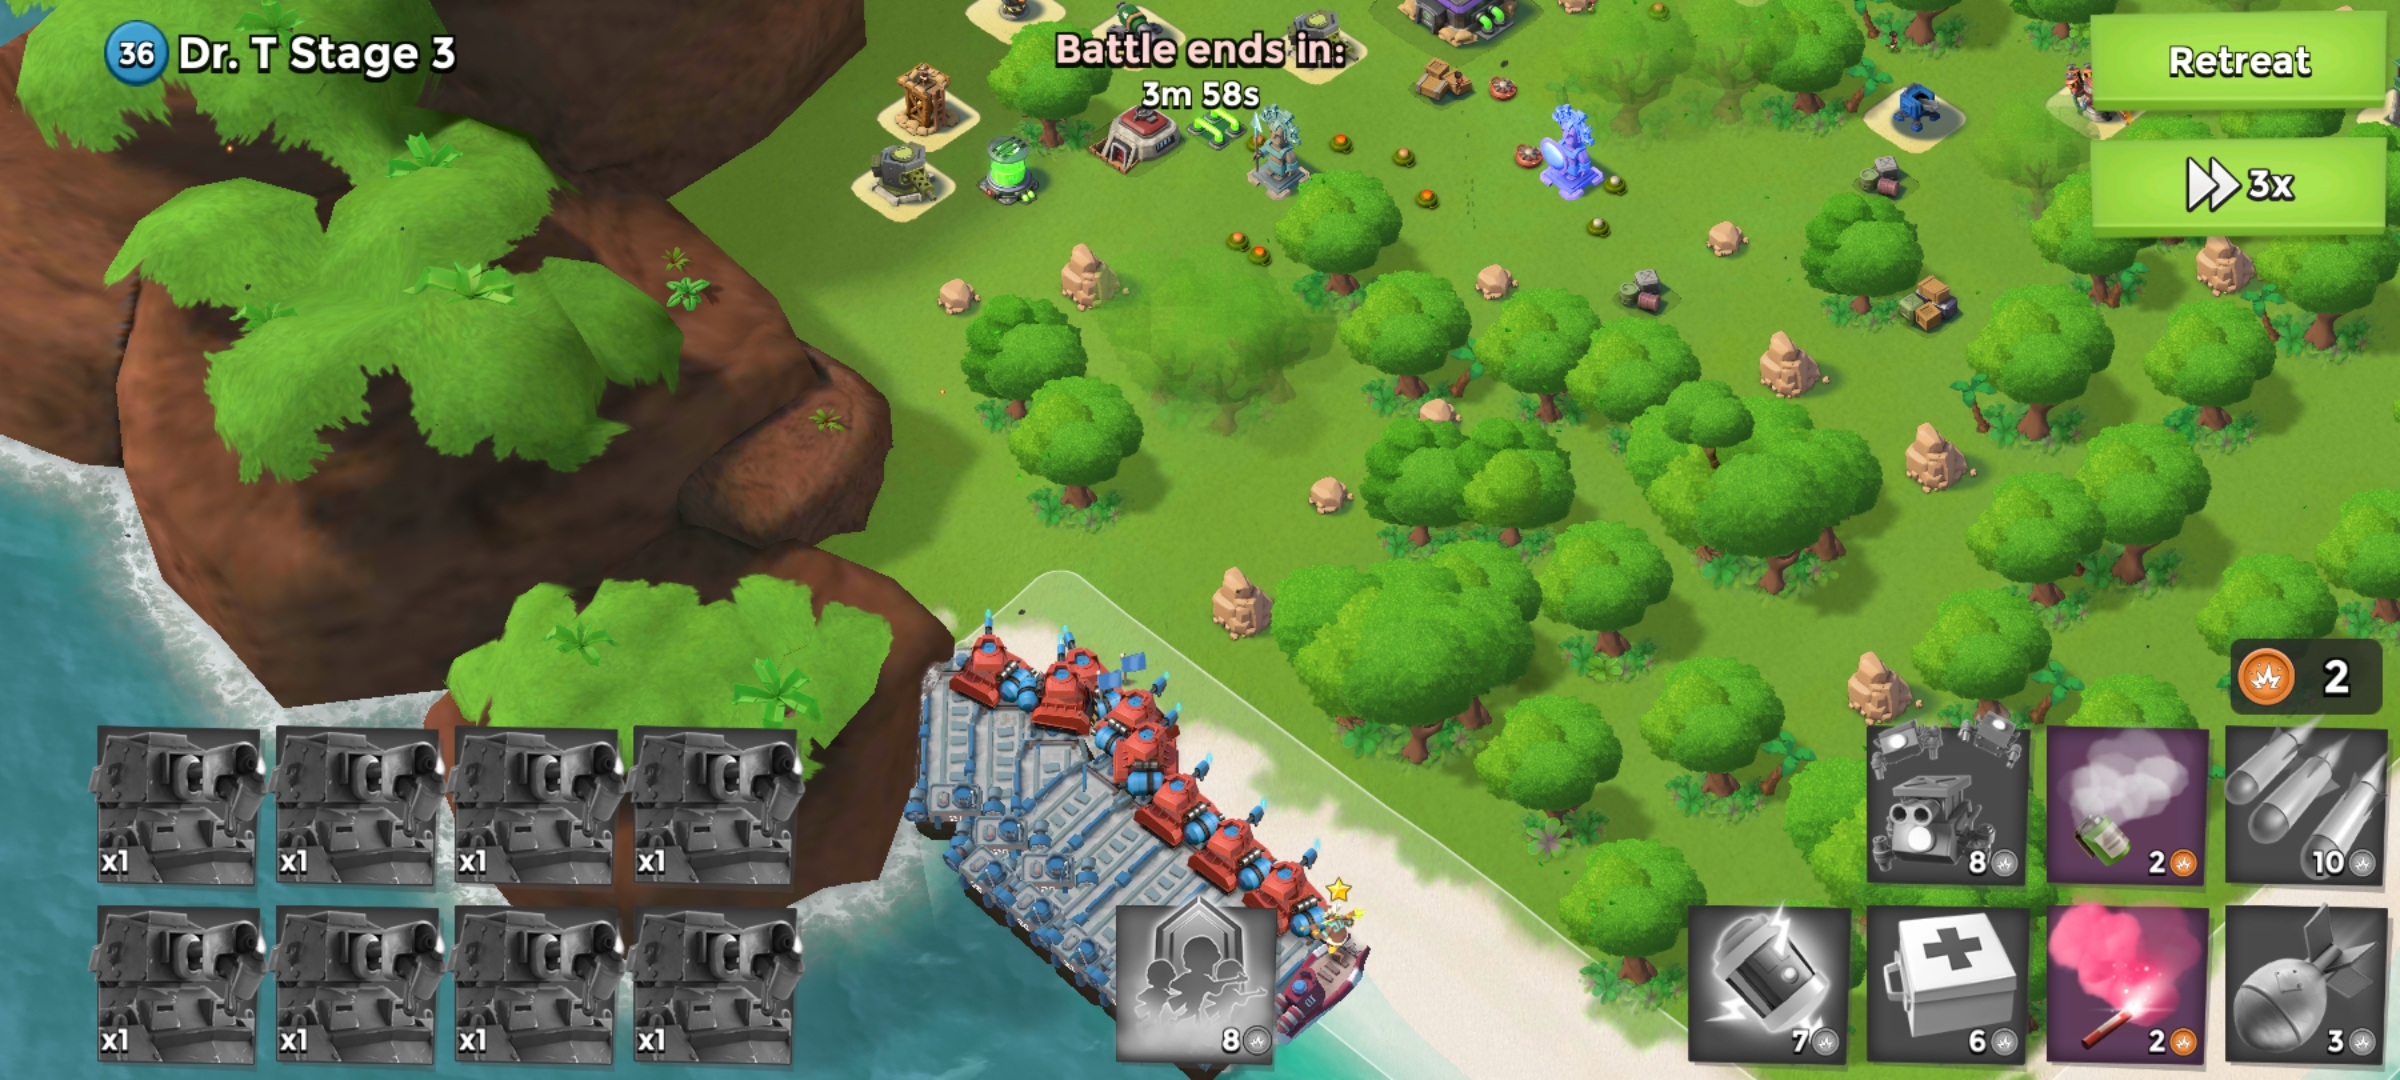 36 Dr. T Stage 3
Battle ends in:
3m 58s
Retreat
3x
2
x1 x1 x1 x1
8 2 10
x1 x1 x1 x1
8 7 6 2 3